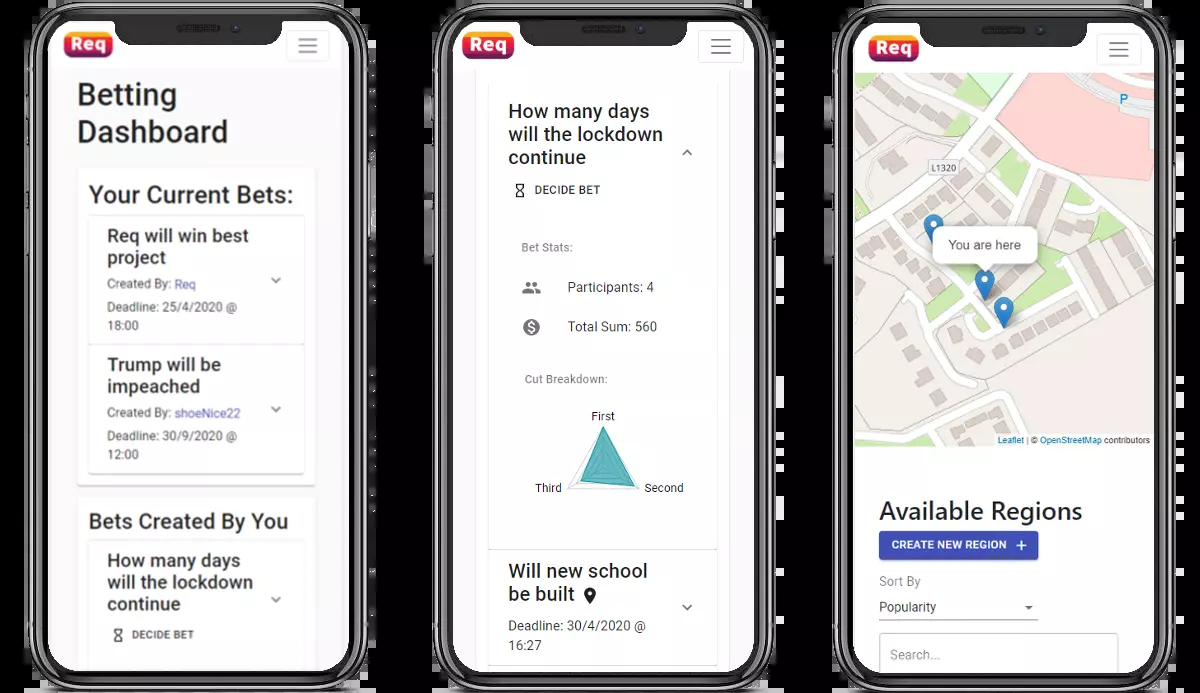 Req
Betting
Dashboard
Your Current Bets:
Req will win best
project
Created By: Req
Deadline: 25/4/2020 @
18:00
Trump will be
impeached
Created By: shoeNice22
Deadline: 30/9/2020 @
12:00
Bets Created By You
How many days
will the lockdown
continue
DECIDE BET
Req
How many days
will the lockdown
continue
DECIDE BET
Bet Stats:
Participants: 4
Total Sum: 560
Cut Breakdown:
First
Third
Second
Will new school
be built
Deadline: 30/4/2020 @
16:27
Req
P
L1320
You are here
Leaflet | © OpenStreetMap contributors
Available Regions
CREATE NEW REGION +
Sort By
Popularity
Search...